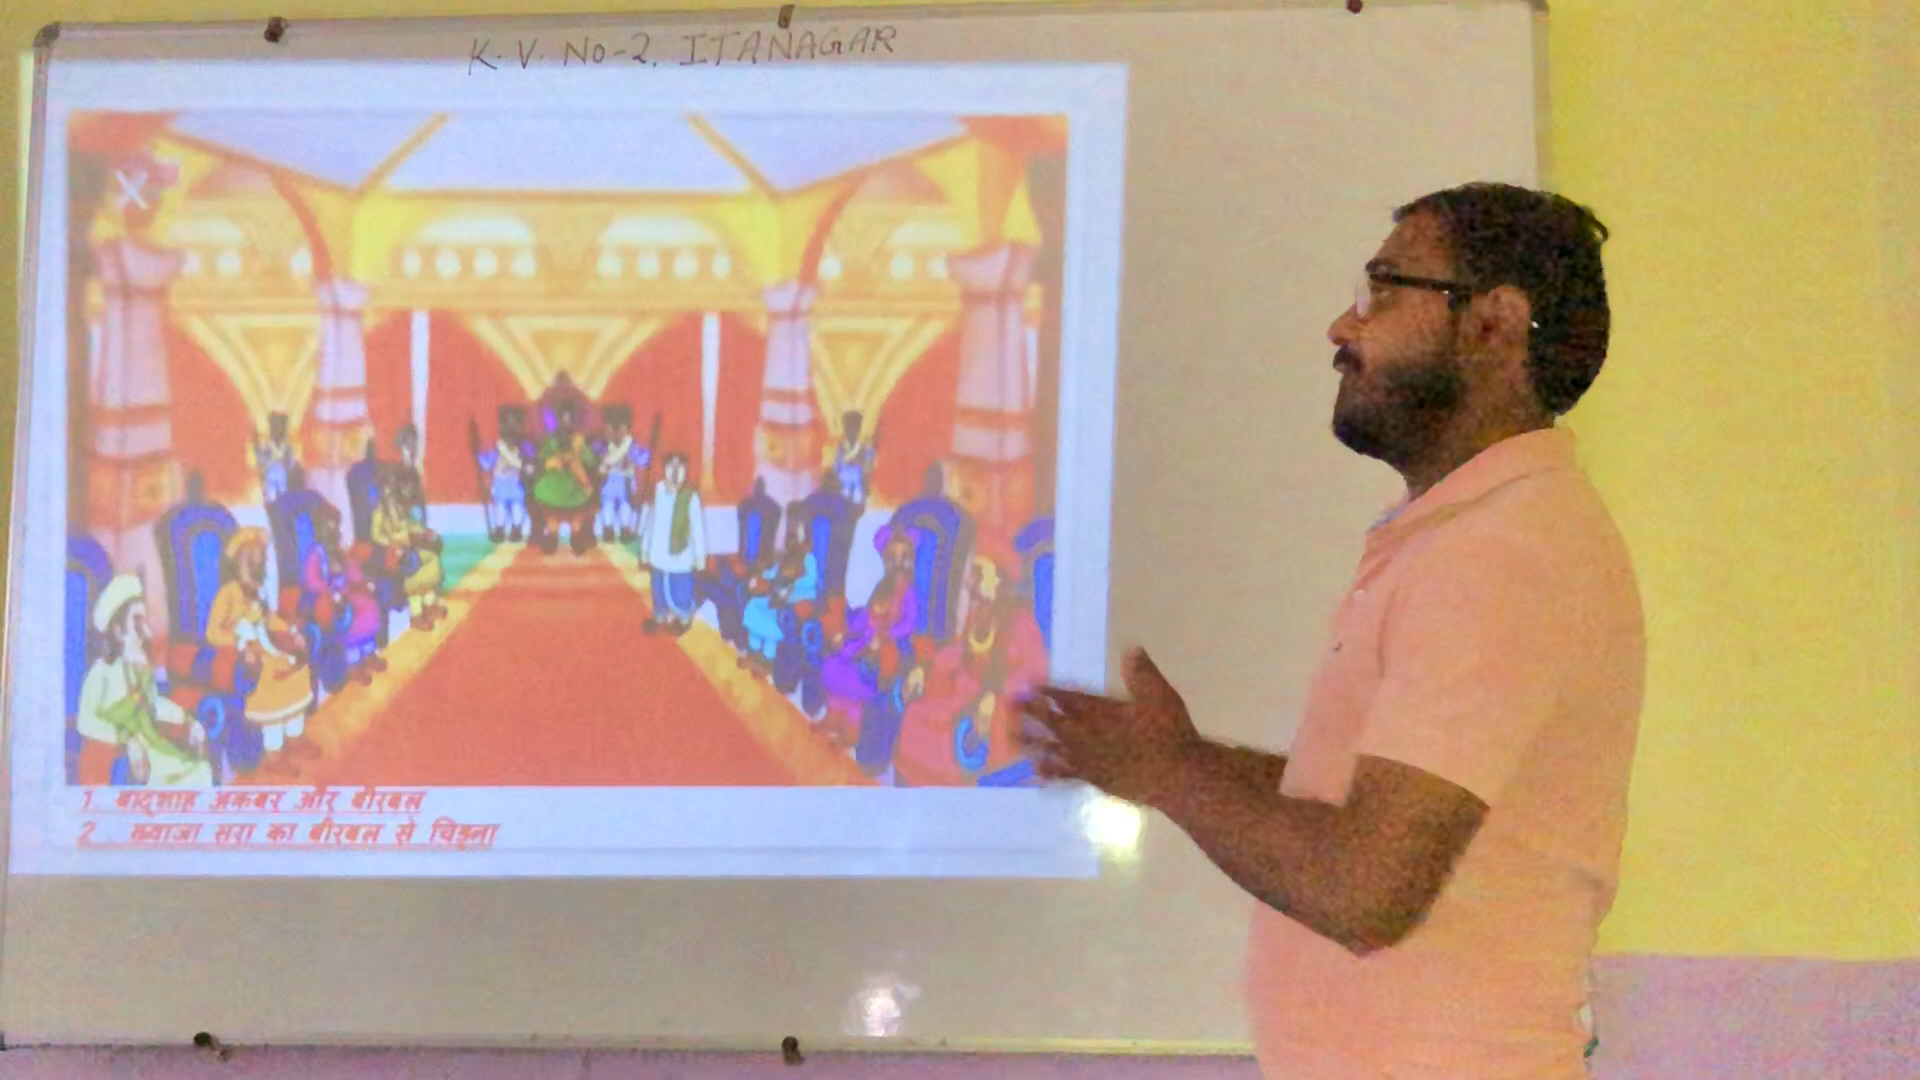 K. V. No-2, ITANAGAR
1. बादशाह अकबर और बीरबल
2 ख्वाजा सरा का बीरबल से चिढ़ना